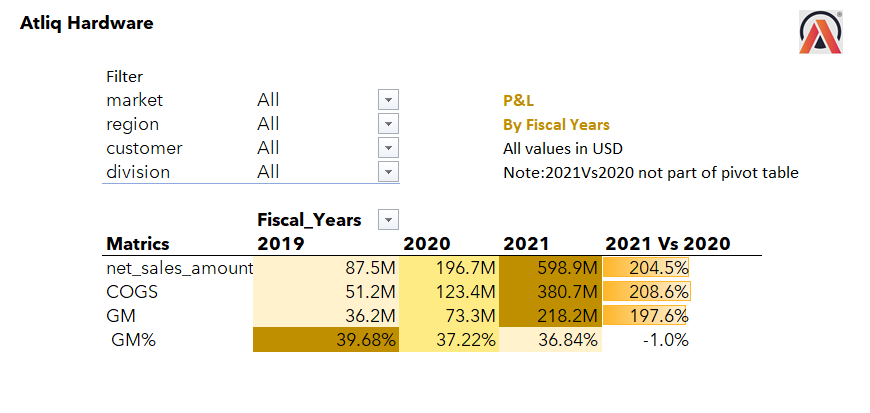 Atliq Hardware
Filter
market All
region All
customer All
division All
P&L
By Fiscal Years
All values in USD
Note:2021Vs2020 not part of pivot table
Fiscal_Years
Matrics 2019 2020 2021 2021 Vs 2020
net_sales_amount 87.5M 196.7M 598.9M 204.5%
COGS 51.2M 123.4M 380.7M 208.6%
GM 36.2M 73.3M 218.2M 197.6%
GM% 39.68% 37.22% 36.84% -1.0%